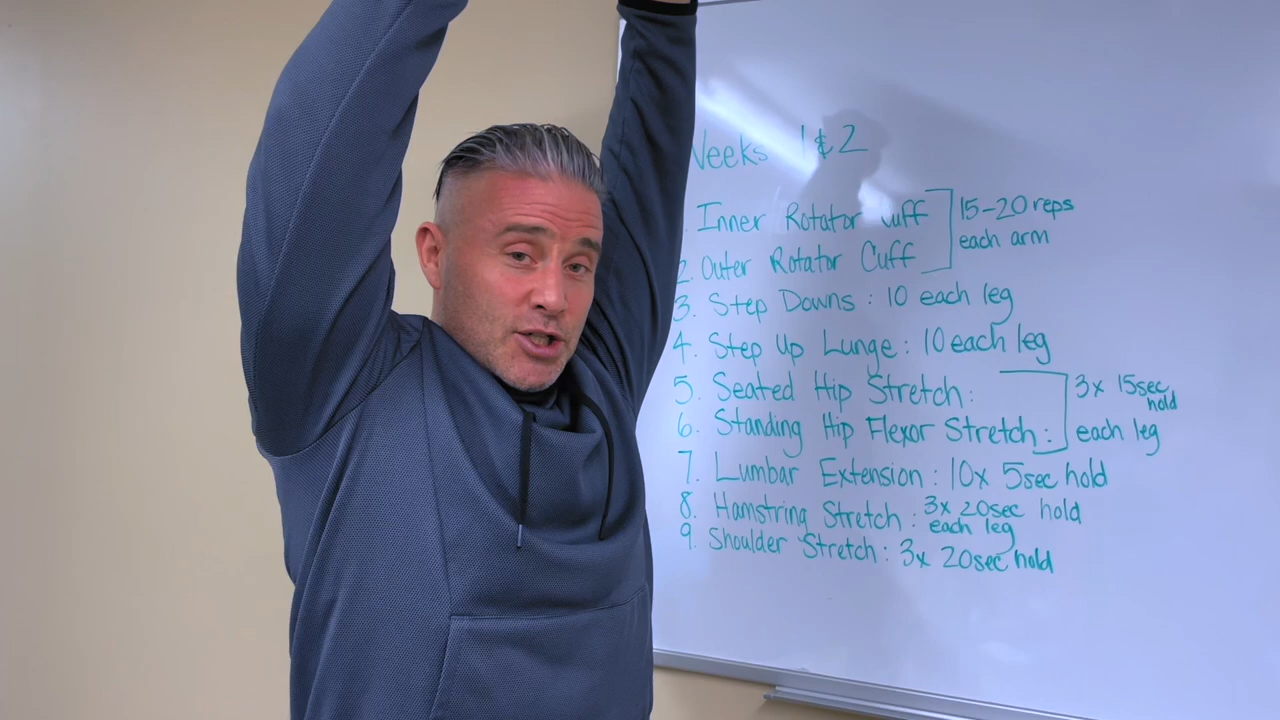 Weeks 1 & 2
Inner Rotator Cuff
15-20 reps
each arm
2. Outer Rotator Cuff
3. Step Downs : 10 each leg
4. Step Up Lunge : 10 each leg
5. Seated Hip Stretch :
3x 15sec
hold
6. Standing Hip Flexor Stretch :
each leg
7. Lumbar Extension : 10x 5sec hold
8. Hamstring Stretch : 3x 20sec hold
each leg
9. Shoulder Stretch : 3x 20sec hold